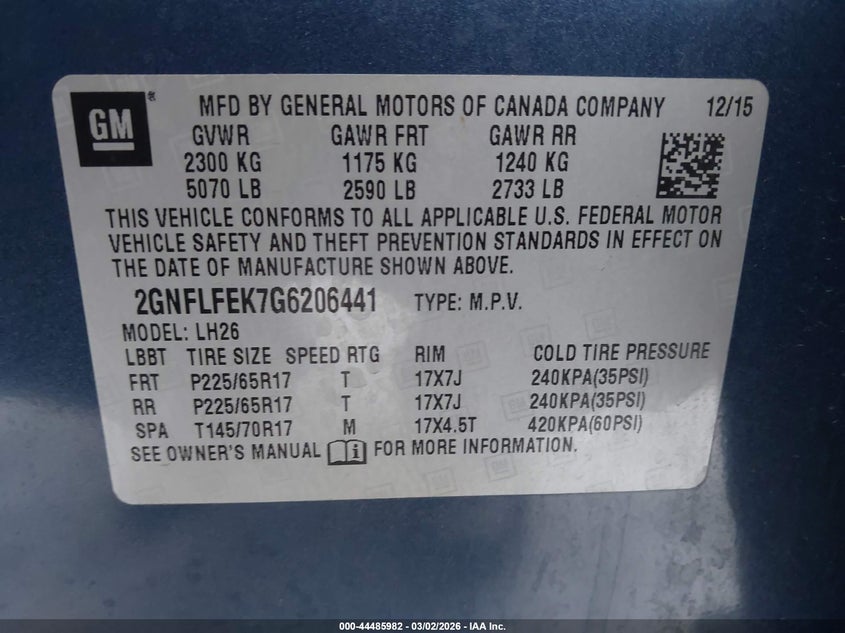 GM ® MFD BY GENERAL MOTORS OF CANADA COMPANY 12/15
GVWR GAWR FRT GAWR RR
2300 KG 1175 KG 1240 KG
5070 LB 2590 LB 2733 LB
THIS VEHICLE CONFORMS TO ALL APPLICABLE U.S. FEDERAL MOTOR
VEHICLE SAFETY AND THEFT PREVENTION STANDARDS IN EFFECT ON
THE DATE OF MANUFACTURE SHOWN ABOVE.
2GNFLFEK7G6206441 TYPE: M.P.V.
MODEL: LH26
LBBT TIRE SIZE SPEED RTG RIM COLD TIRE PRESSURE
FRT P225/65R17 T 17X7J 240KPA(35PSI)
RR P225/65R17 T 17X7J 240KPA(35PSI)
SPA T145/70R17 M 17X4.5T 420KPA(60PSI)
SEE OWNER'S MANUAL i FOR MORE INFORMATION.
000-44485982 - 03/02/2026 - IAA Inc.